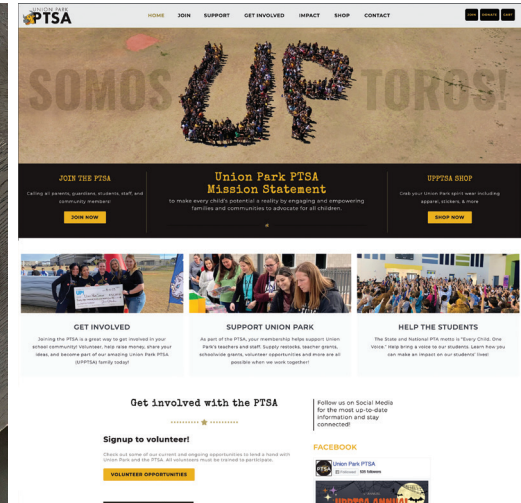 UNION PARK
PTSA
HOME JOIN SUPPORT GET INVOLVED IMPACT SHOP CONTACT
JOIN DONATE CART
SOMOS UP TOROS!
JOIN THE PTSA
Calling all parents, guardians, students, staff, and
community members!
JOIN NOW
Union Park PTSA
Mission Statement
to make every child's potential a reality by engaging and empowering
families and communities to advocate for all children.
UPPTSA SHOP
Grab your Union Park spirit wear including
apparel, stickers, & more
SHOP NOW
GET INVOLVED
Joining the PTSA is a great way to get involved in your
school community! Volunteer, help raise money, share your
ideas, and become part of our amazing Union Park PTSA
(UPPTSA) family today!
SUPPORT UNION PARK
As part of the PTSA, your membership helps support Union
Park's teachers and staff. Supply restocks, teacher grants,
schoolwide grants, volunteer opportunities and more are all
possible when we work together!
HELP THE STUDENTS
The State and National PTA motto is "Every Child. One
Voice." Help bring a voice to our students. Learn how you
can make an impact on our students' lives!
Get involved with the PTSA
Signup to volunteer!
Check out some of our current and ongoing opportunities to lend a hand with
Union Park and the PTSA. All volunteers must be trained to participate.
VOLUNTEER OPPORTUNITIES
Follow us on Social Media
for the most up-to-date
information and stay
connected!
FACEBOOK
PTSA
Union Park PTSA
UPPTSA ANNUAL